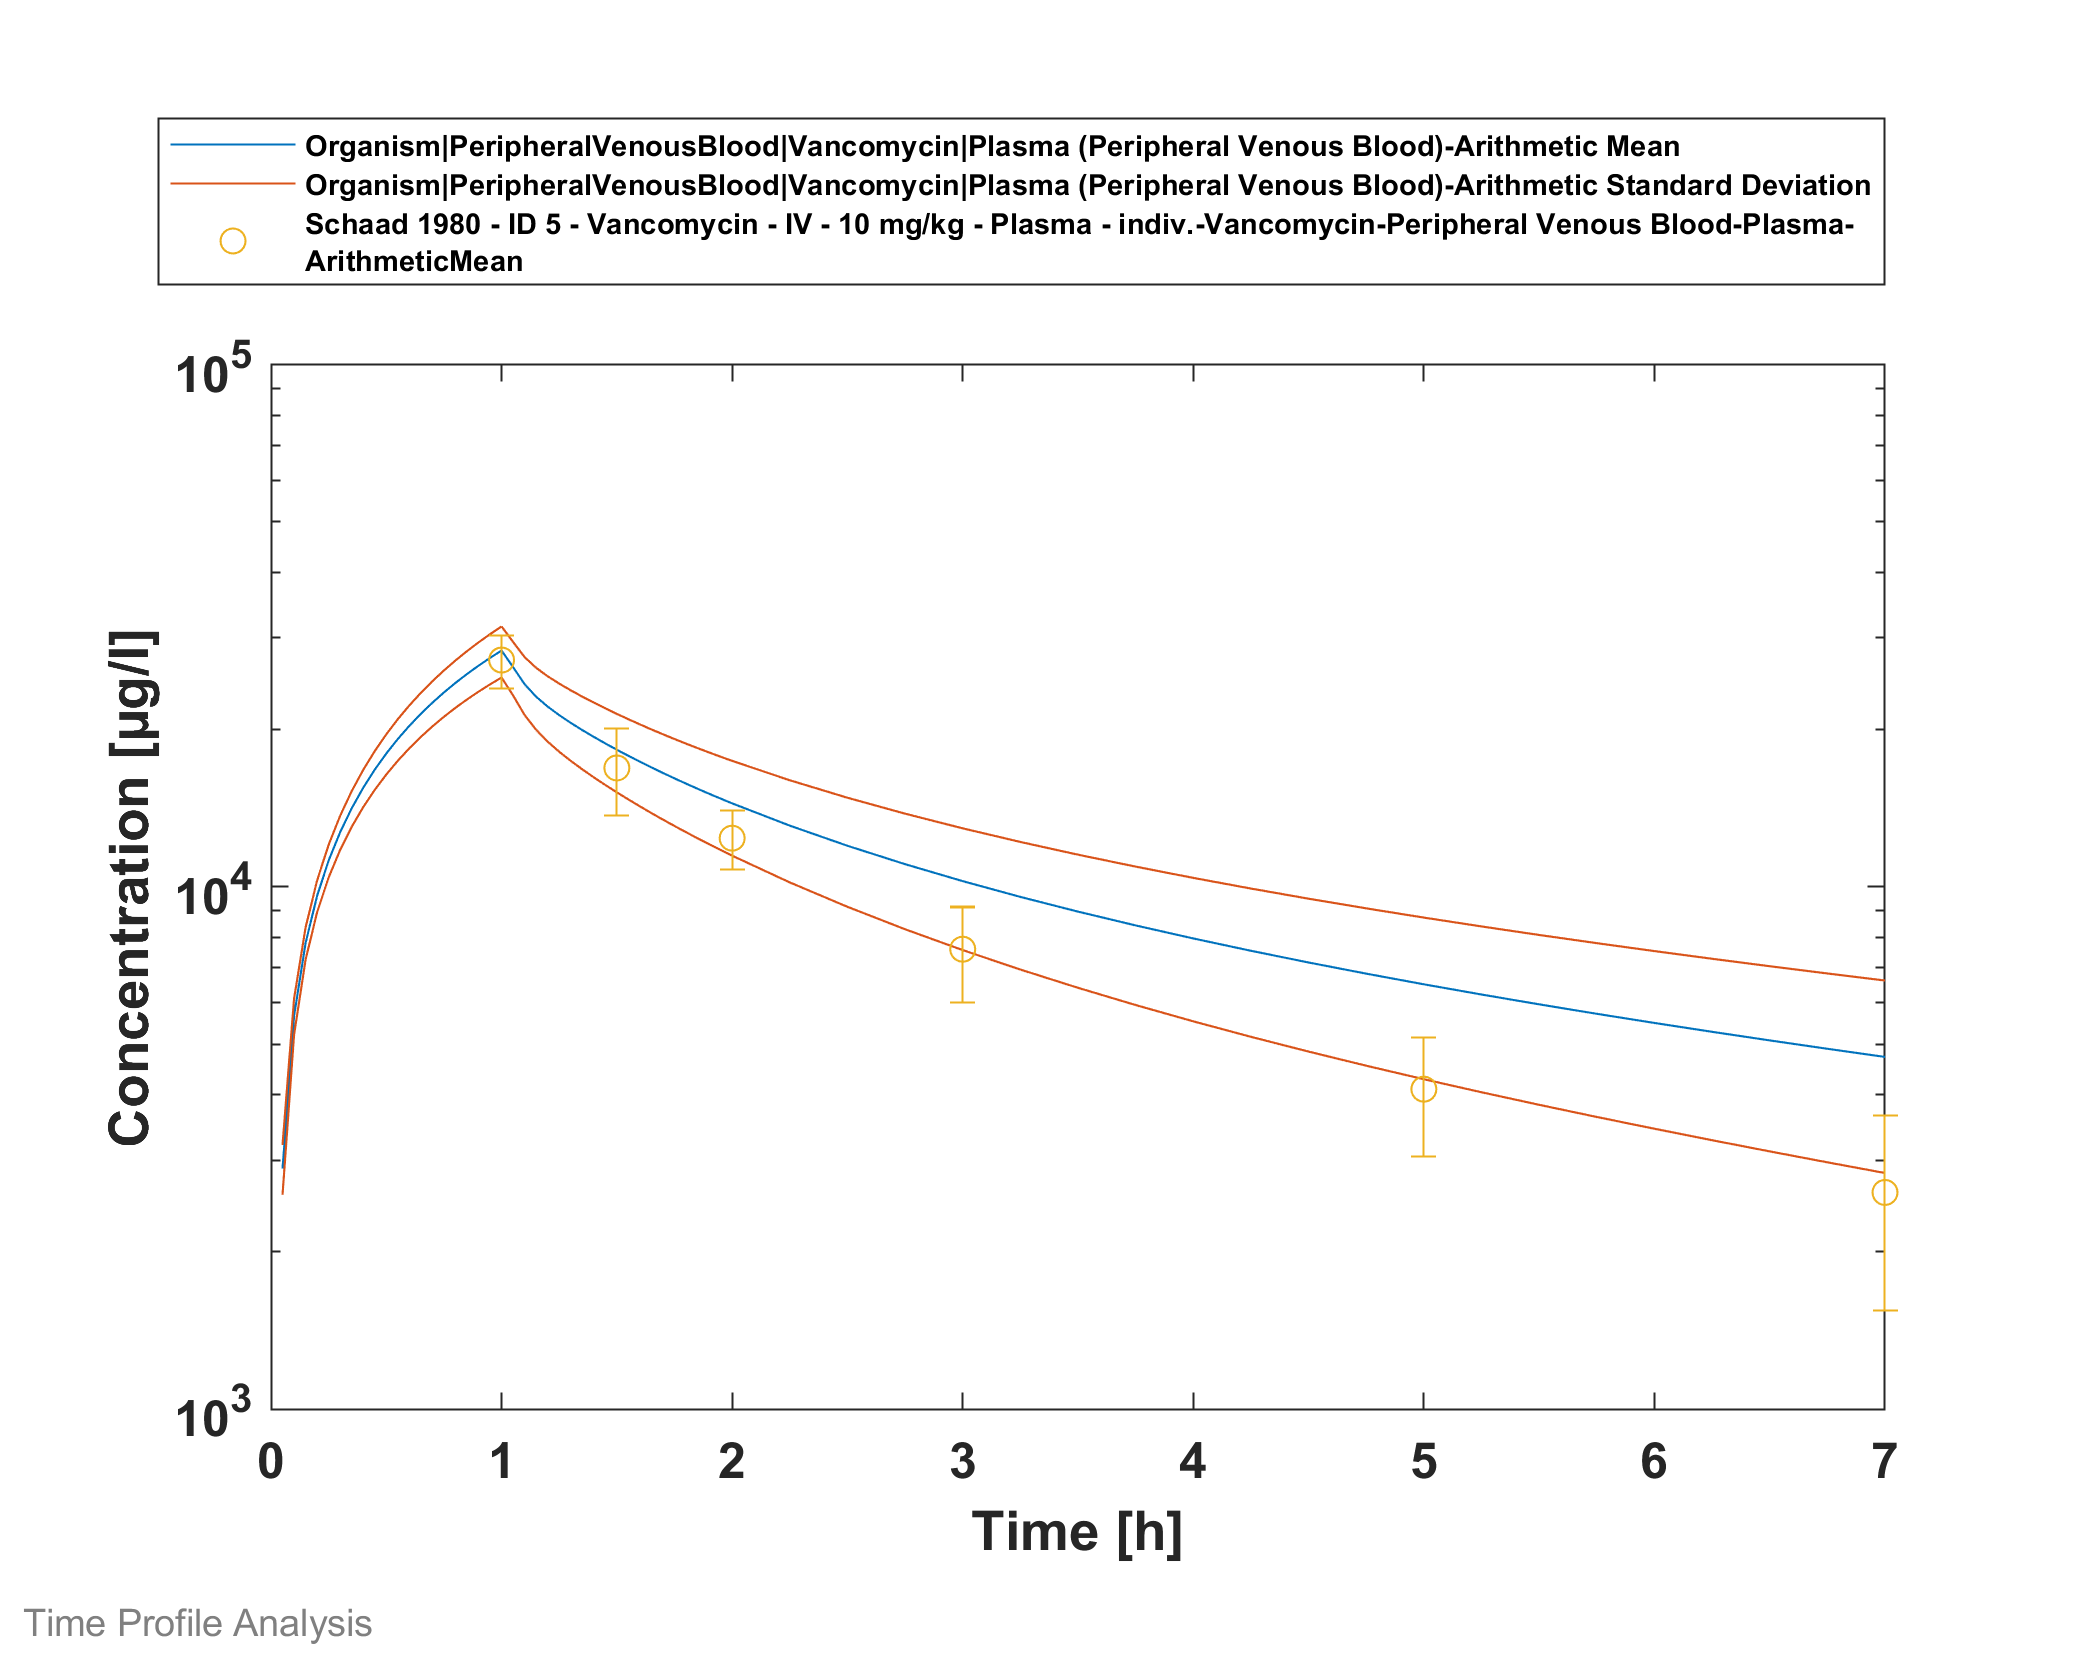 Organism|PeripheralVenousBlood|Vancomycin|Plasma (Peripheral Venous Blood)-Arithmetic Mean
Organism|PeripheralVenousBlood|Vancomycin|Plasma (Peripheral Venous Blood)-Arithmetic Standard Deviation
Schaad 1980 - ID 5 - Vancomycin - IV - 10 mg/kg - Plasma - indiv.-Vancomycin-Peripheral Venous Blood-Plasma-
ArithmeticMean
10^5
10^4
10^3
Concentration [µg/l]
0 1 2 3 4 5 6 7
Time [h]
Time Profile Analysis